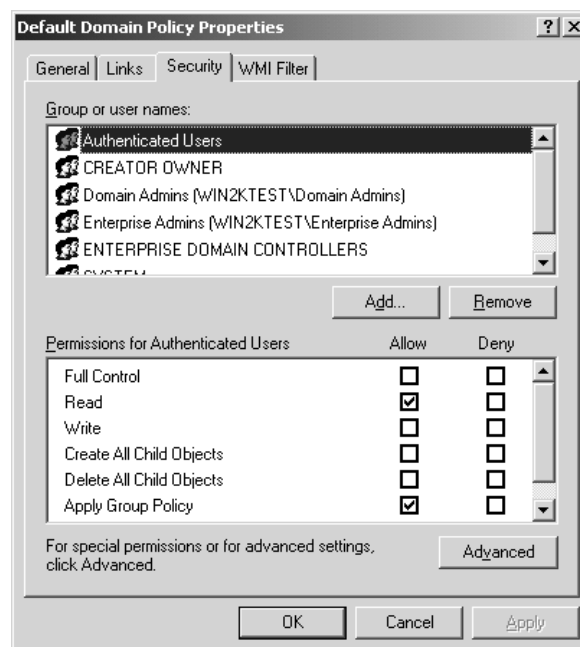 Default Domain Policy Properties
General Links Security WMI Filter
Group or user names:
Authenticated Users
CREATOR OWNER
Domain Admins (WIN2KTEST\Domain Admins)
Enterprise Admins (WIN2KTEST\Enterprise Admins)
ENTERPRISE DOMAIN CONTROLLERS
SYSTEM
Add... Remove
Permissions for Authenticated Users Allow Deny
Full Control
Read
Write
Create All Child Objects
Delete All Child Objects
Apply Group Policy
For special permissions or for advanced settings,
click Advanced.
Advanced
OK Cancel Apply